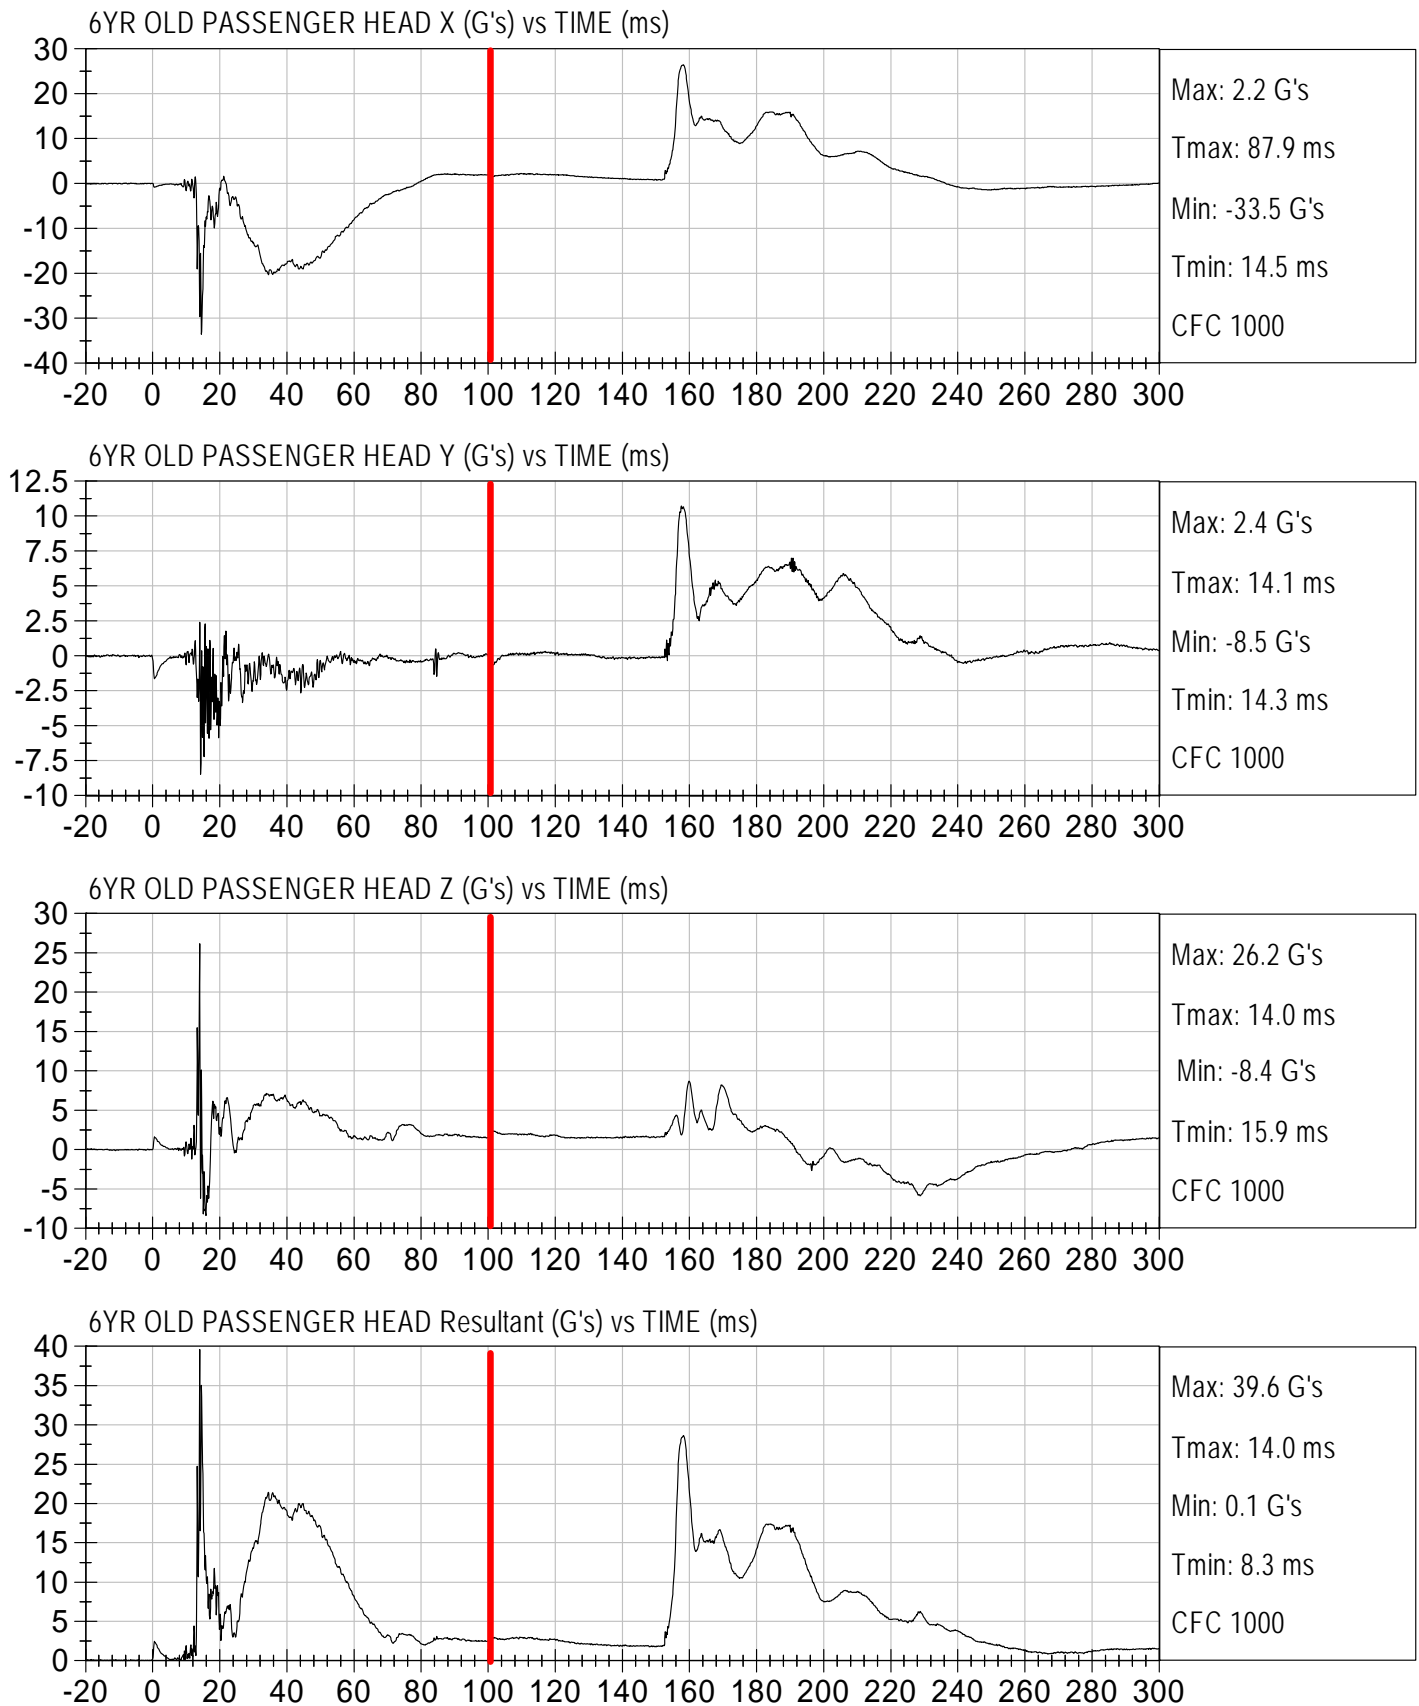 6YR OLD PASSENGER HEAD X (G's) vs TIME (ms)
30
20
10
0
-10
-20
-30
-40
-20 0 20 40 60 80 100 120 140 160 180 200 220 240 260 280 300
Max: 2.2 G's
Tmax: 87.9 ms
Min: -33.5 G's
Tmin: 14.5 ms
CFC 1000
6YR OLD PASSENGER HEAD Y (G's) vs TIME (ms)
12.5
10
7.5
5
2.5
0
-2.5
-5
-7.5
-10
-20 0 20 40 60 80 100 120 140 160 180 200 220 240 260 280 300
Max: 2.4 G's
Tmax: 14.1 ms
Min: -8.5 G's
Tmin: 14.3 ms
CFC 1000
6YR OLD PASSENGER HEAD Z (G's) vs TIME (ms)
30
25
20
15
10
5
0
-5
-10
-20 0 20 40 60 80 100 120 140 160 180 200 220 240 260 280 300
Max: 26.2 G's
Tmax: 14.0 ms
Min: -8.4 G's
Tmin: 15.9 ms
CFC 1000
6YR OLD PASSENGER HEAD Resultant (G's) vs TIME (ms)
40
35
30
25
20
15
10
5
0
-20 0 20 40 60 80 100 120 140 160 180 200 220 240 260 280 300
Max: 39.6 G's
Tmax: 14.0 ms
Min: 0.1 G's
Tmin: 8.3 ms
CFC 1000